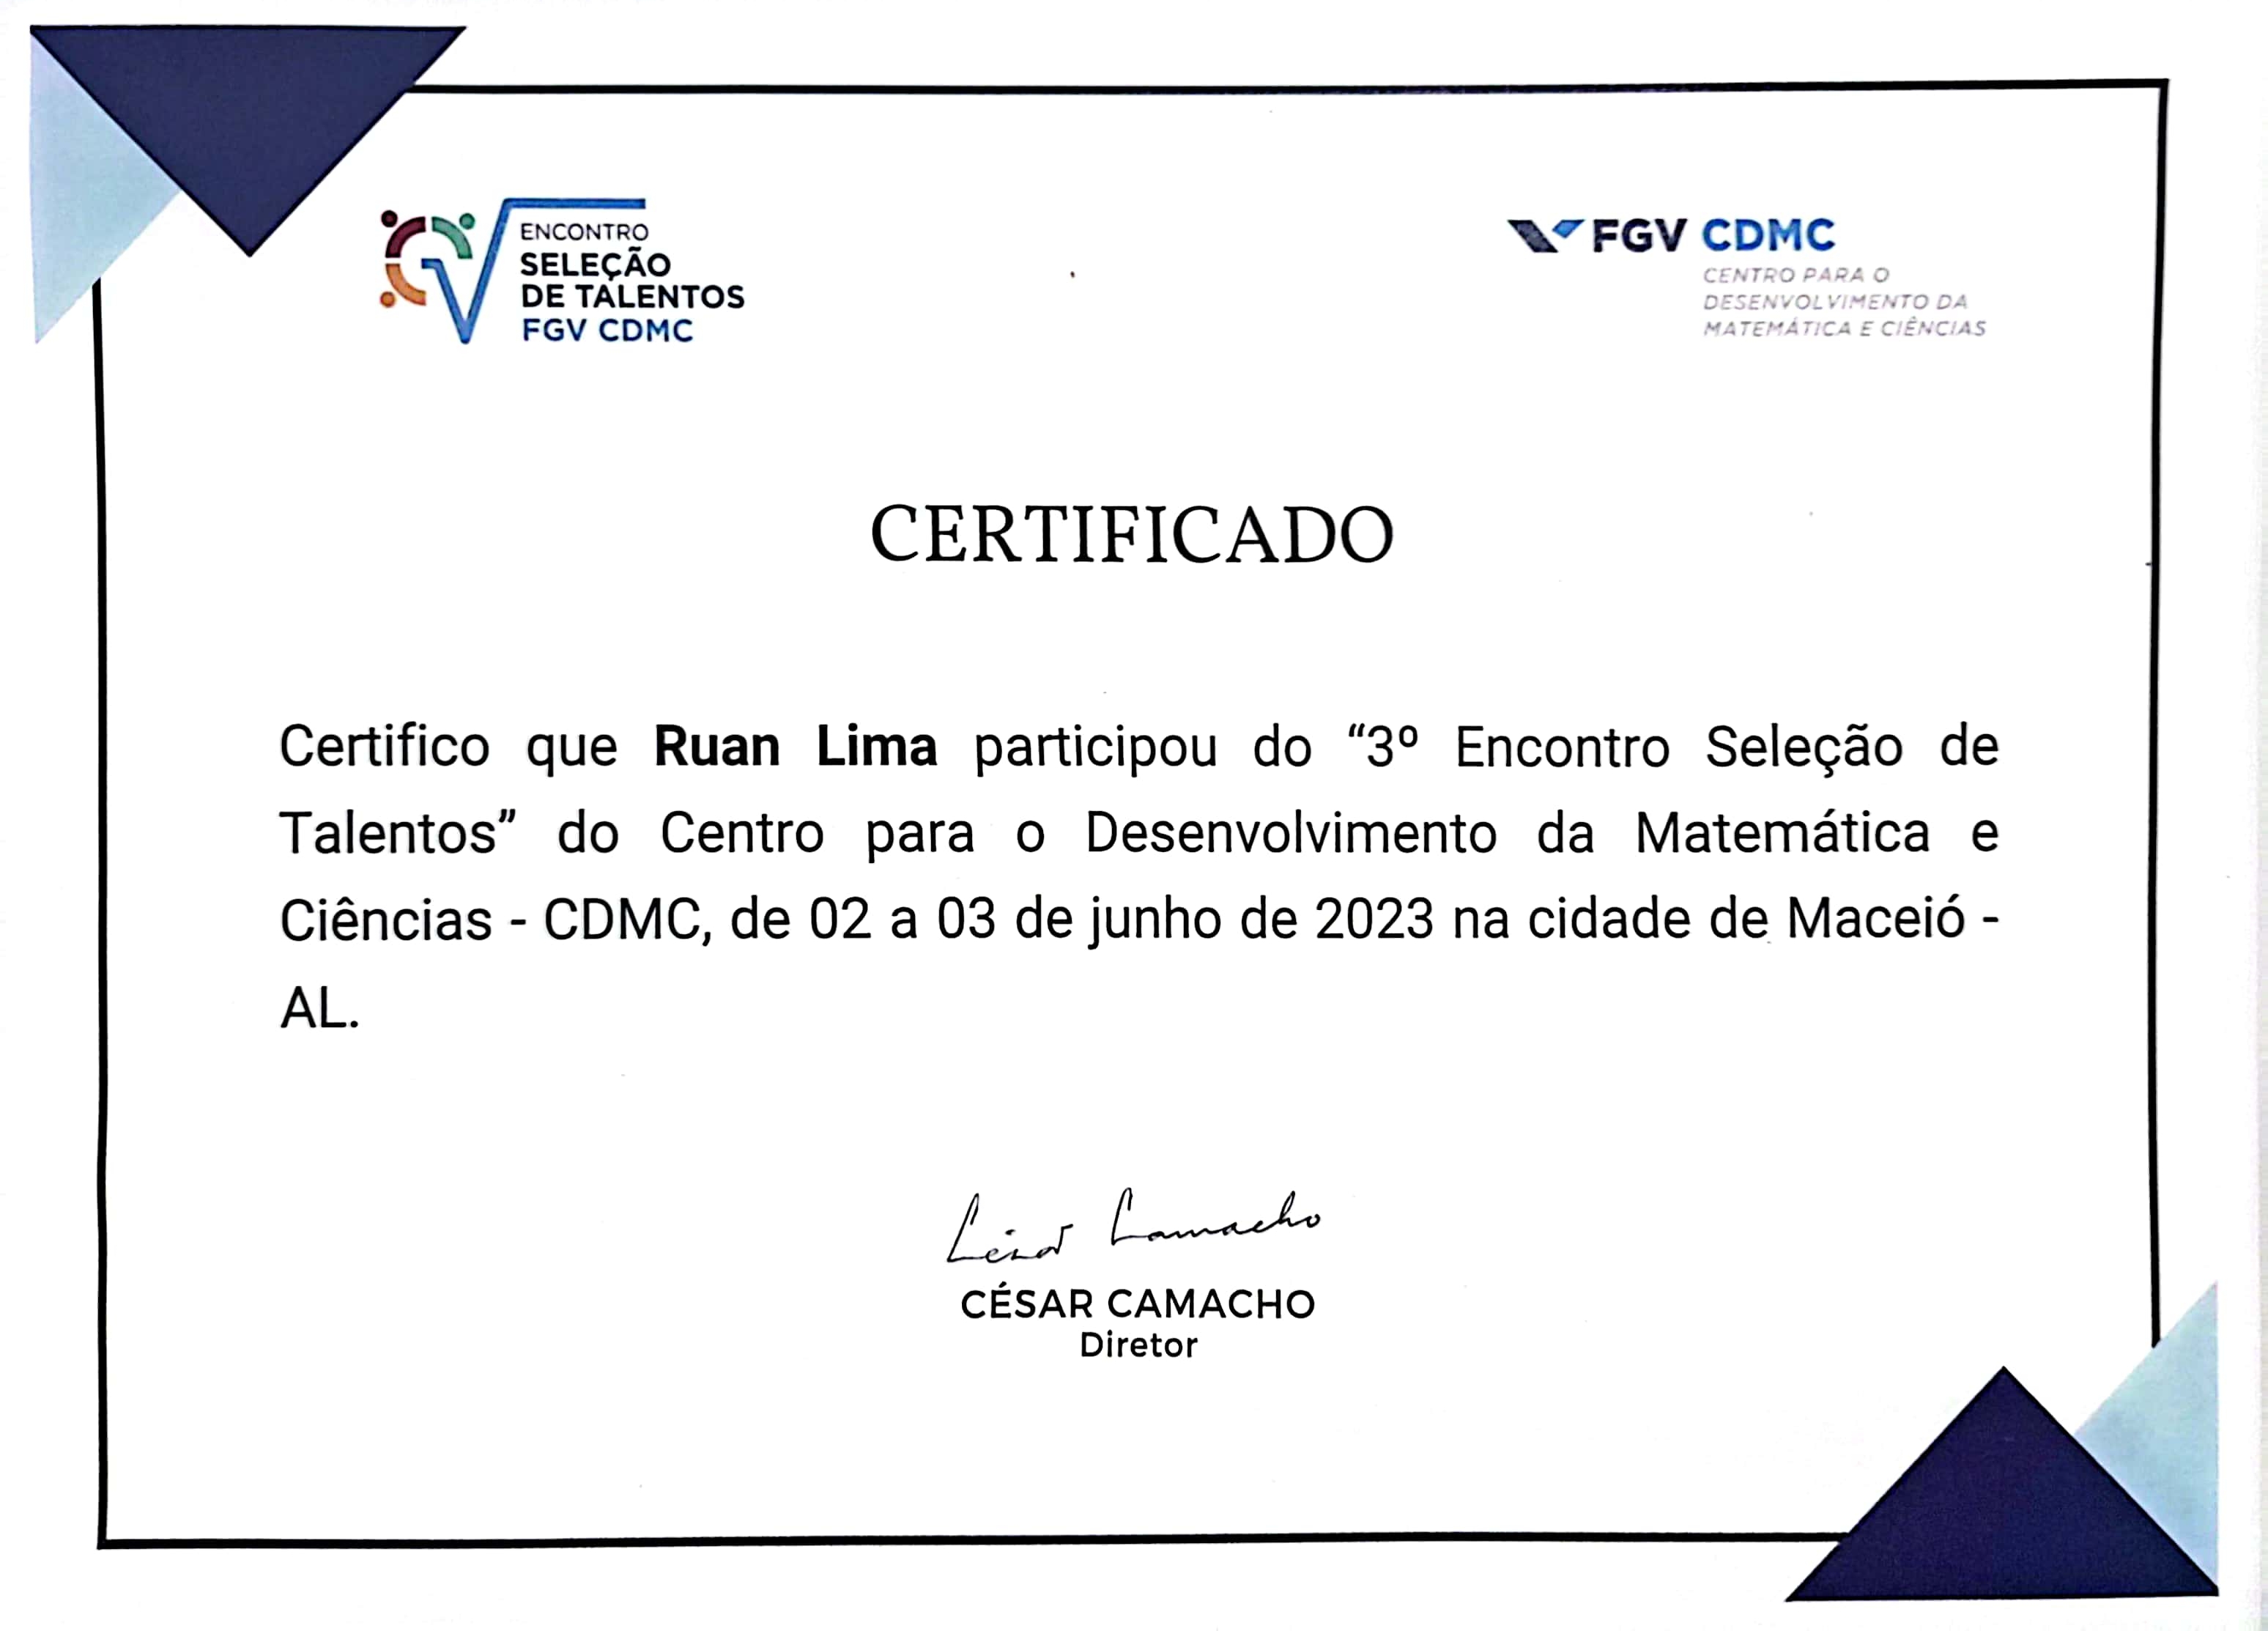 ENCONTRO
SELEÇÃO
DE TALENTOS
FGV CDMC
FGV CDMC
CENTRO PARA O
DESENVOLVIMENTO DA
MATEMÁTICA E CIÊNCIAS
CERTIFICADO
Certifico que Ruan Lima participou do “3º Encontro Seleção de
Talentos” do Centro para o Desenvolvimento da Matemática e
Ciências - CDMC, de 02 a 03 de junho de 2023 na cidade de Maceió -
AL.
César Camacho
CÉSAR CAMACHO
Diretor